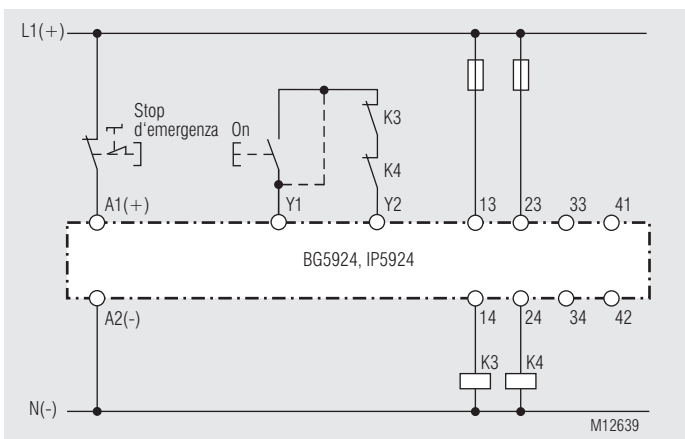 L1(+)
Stop
d'emergenza
On
K3
K4
A1(+)
Y1
Y2
13
23
33
41
BG5924, IP5924
A2(-)
14
24
34
42
K3
K4
N(-)
M12639